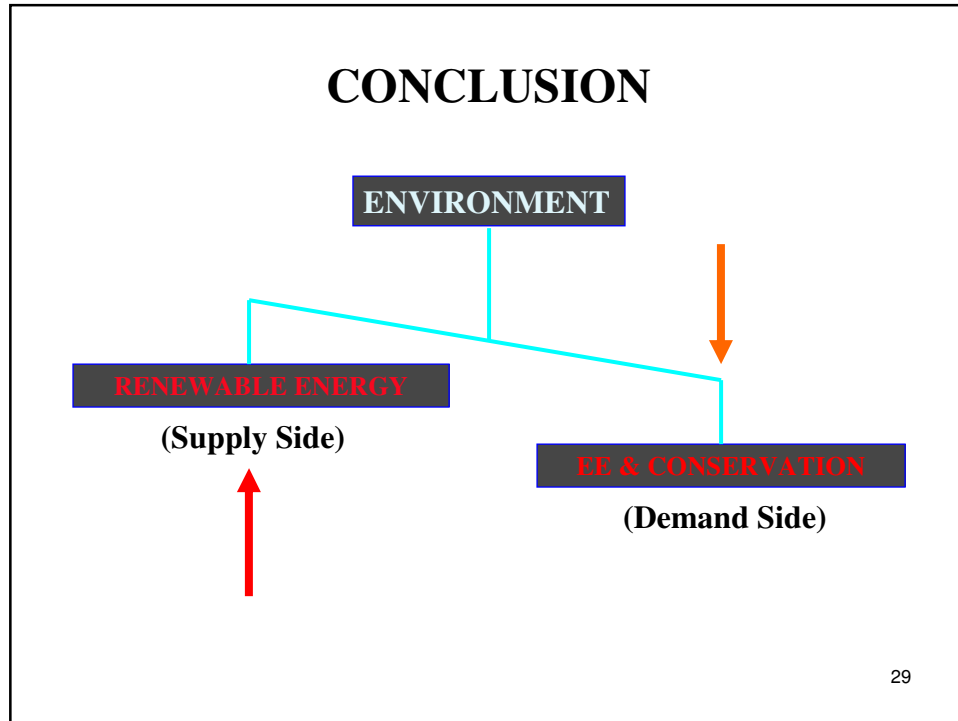 CONCLUSION
ENVIRONMENT
RENEWABLE ENERGY
(Supply Side)
EE & CONSERVATION
(Demand Side)
29